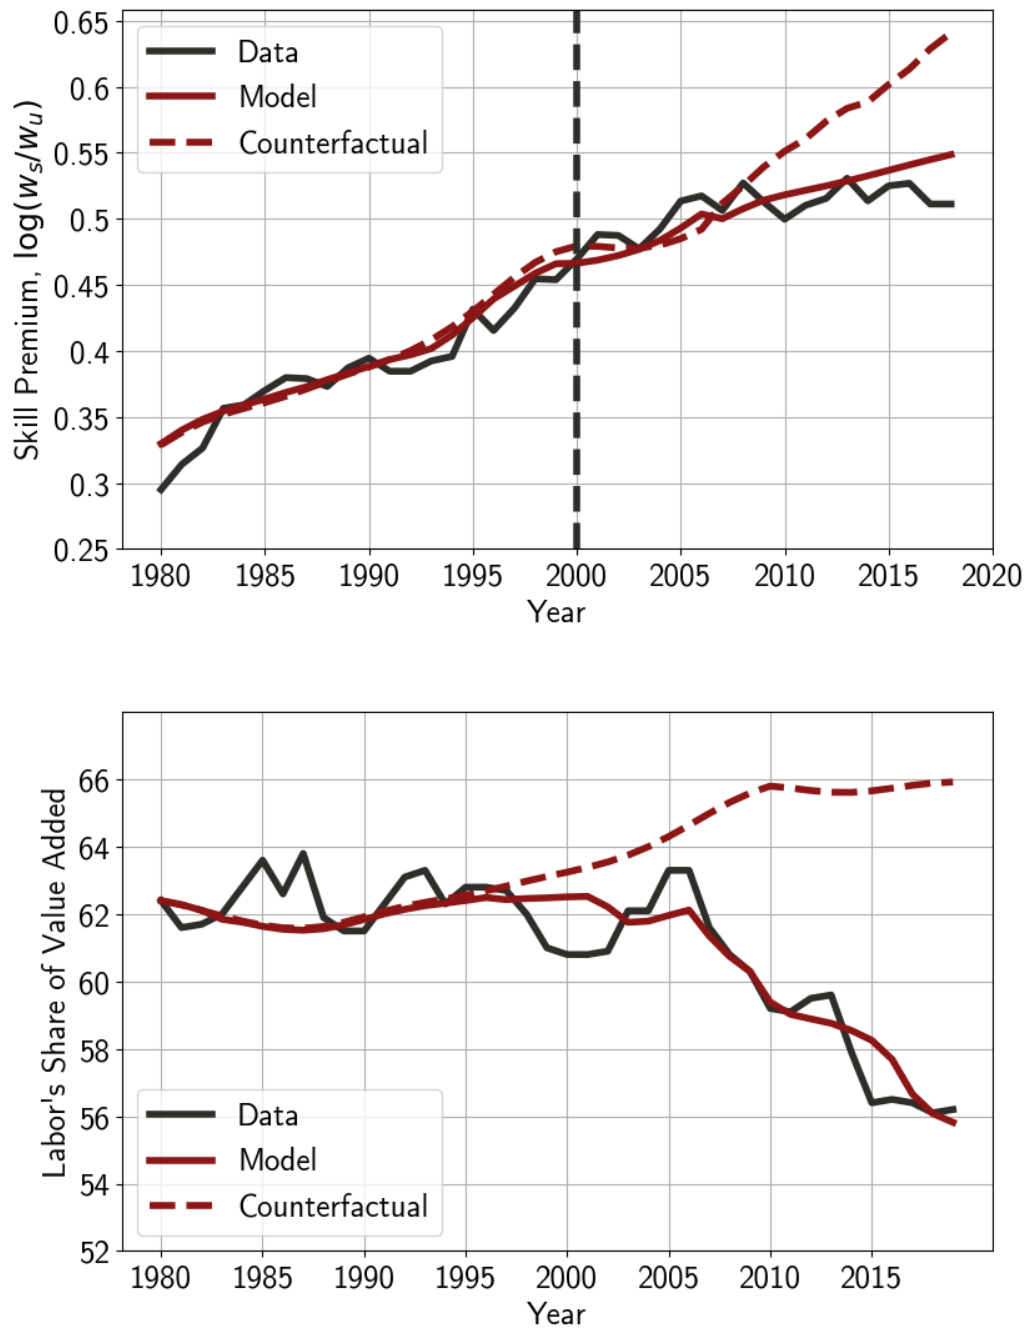 0.65
0.6
0.55
0.5
0.45
0.4
0.35
0.3
0.25
Skill Premium, log(w_s/w_u)
Data
Model
Counterfactual
1980 1985 1990 1995 2000 2005 2010 2015 2020
Year
66
64
62
60
58
56
54
52
Labor's Share of Value Added
Data
Model
Counterfactual
1980 1985 1990 1995 2000 2005 2010 2015
Year